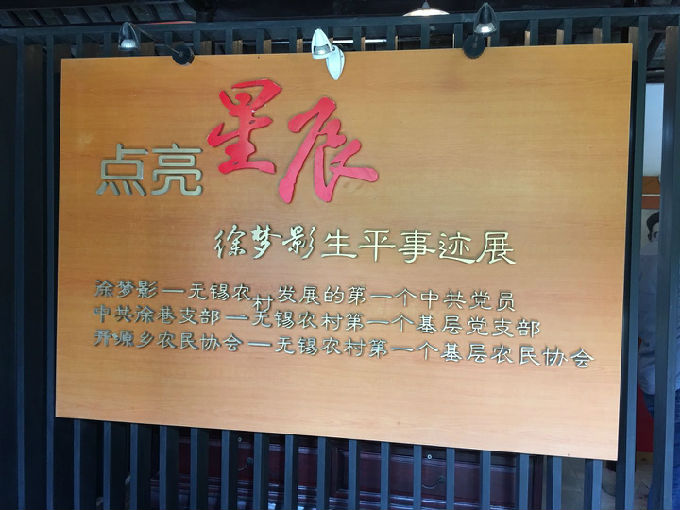 点亮星辰
徐梦影生平事迹展
涂梦影—无锡农村发展的第一个中共党员
中共涂巷支部—无锡农村第一个基层党支部
开源乡农民协会—无锡农村第一个基层农民协会